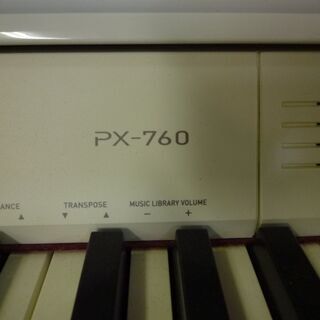 PX-760
ANCE TRANSPOSE MUSIC LIBRARY VOLUME
▲ ▼ ▲ − +